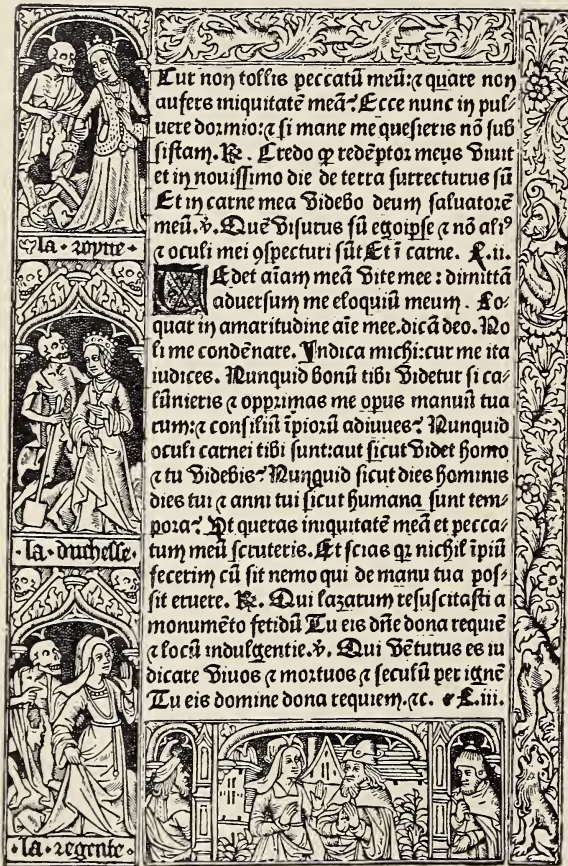 Cur non tollis peccatū meū: ⁊ quare non
aufers iniquitatē meā? Ecce nunc in pul⸗
uere dormio: ⁊ si mane me quesieris nō sub
sistam. ℟. Credo ꝙ redēptor meus viuit
et in nouissimo die de terra surrecturus sū
Et in carne mea videbo deum saluatorē
meū. ℣. Quē visurus sū egoipse ⁊ nō ali⁹
⁊ oculi mei ꝯspecturi sūt Et ī carne. L.ii.
Tedet aīam meā vite mee: dimittā
aduersum me eloquiū meum. Lo⸗
quar in amaritudine aīe mee. dicā deo. No
li me condēnare. Indica michi: cur me ita
iudices. Nunquid bonū tibi videtur si ca⸗
lūnieris ⁊ opprimas me opus manuū tua
rum: ⁊ consiliū īpiorū adiuues? Nunquid
oculi carnei tibi sunt: aut sicut videt homo
⁊ tu videbis? Nunquid sicut dies hominis
dies tui ⁊ anni tui sicut humana sunt tem⸗
pora? Vt queras iniquitatē meā et pecca⸗
tum meū scruteris. Et scias qꝛ nichil īpiū
fecerim cū sit nemo qui de manu tua pos⸗
sit eruere. ℟. Qui lazarum resuscitasti a
monumēto fetidū Tu eis dn̄e dona requiē
⁊ locū indulgentie. ℣. Qui vēturus es iu
dicare viuos ⁊ mortuos ⁊ seculū per ignē
Tu eis domine dona requiem. ⁊c. L.iii.
la · royne ·
· la · duchesse ·
· la · regente ·